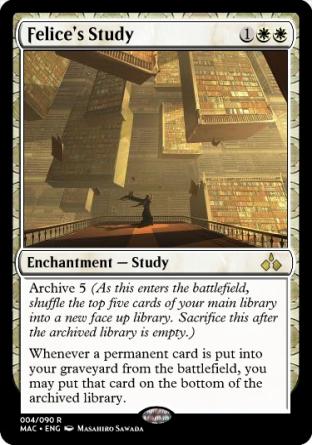 Felice's Study 1
Enchantment — Study
Archive 5 (As this enters the battlefield,
shuffle the top five cards of your main library
into a new face up library. Sacrifice this after
the archived library is empty.)
Whenever a permanent card is put into
your graveyard from the battlefield, you
may put that card on the bottom of the
archived library.
004/090 R
MAC • ENG Masahiro Sawada